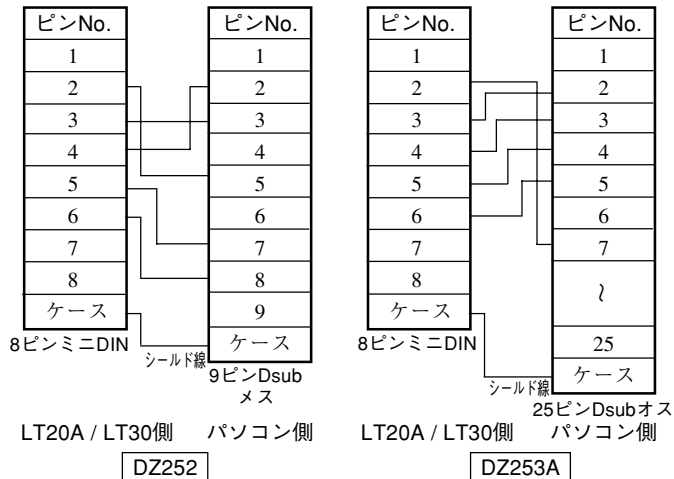 ピンNo.
1
2
3
4
5
6
7
8
ケース
8ピンミニDIN
ピンNo.
1
2
3
4
5
6
7
8
9
ケース
シールド線
9ピンDsub
メス
LT20A / LT30側
パソコン側
DZ252
ピンNo.
1
2
3
4
5
6
7
8
ケース
8ピンミニDIN
ピンNo.
1
2
3
4
5
6
7
~
25
ケース
シールド線
25ピンDsubオス
LT20A / LT30側
パソコン側
DZ253A